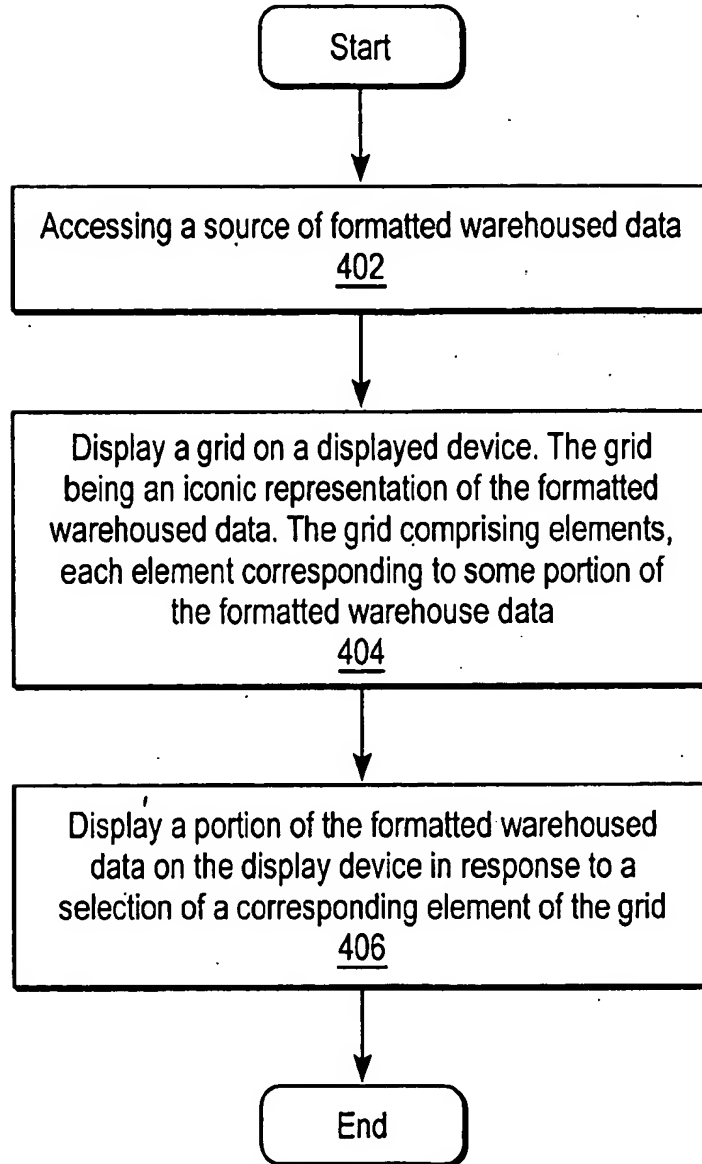 Start
Accessing a source of formatted warehoused data
402
Display a grid on a displayed device. The grid
being an iconic representation of the formatted
warehoused data. The grid comprising elements,
each element corresponding to some portion of
the formatted warehouse data
404
Display a portion of the formatted warehoused
data on the display device in response to a
selection of a corresponding element of the grid
406
End